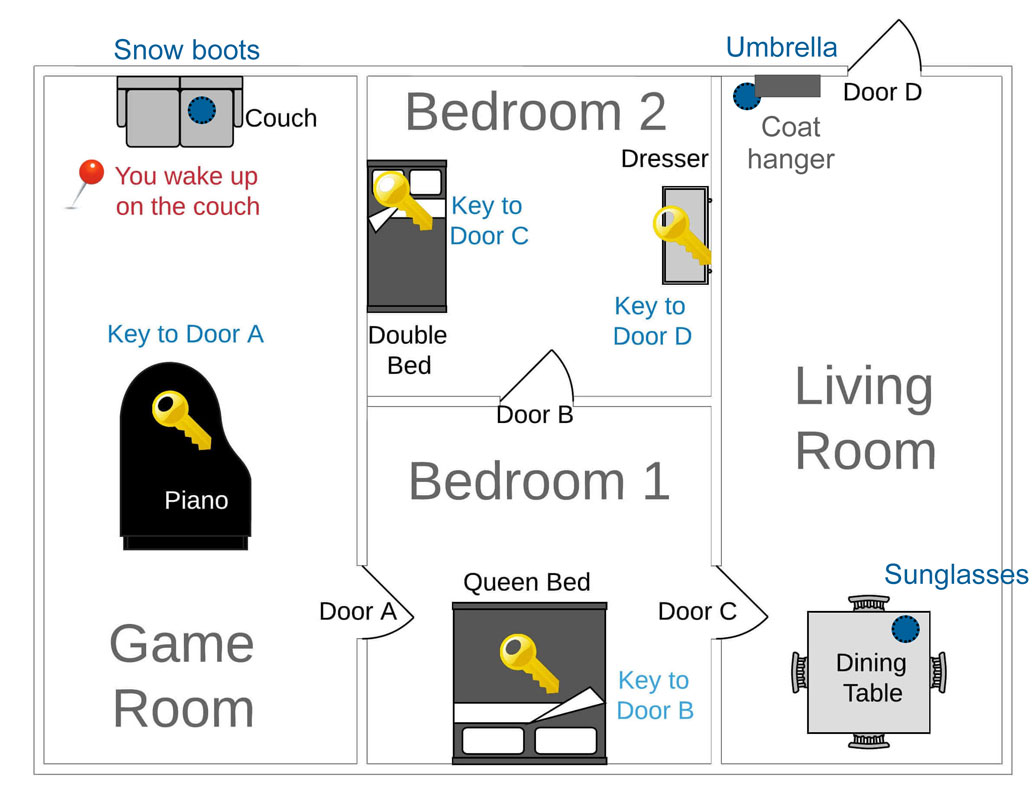 Snow boots
Umbrella
Door D
Couch
Bedroom 2
Coat
hanger
Dresser
You wake up
on the couch
Key to
Door C
Key to
Door D
Key to Door A
Double
Bed
Door B
Living
Room
Bedroom 1
Piano
Queen Bed
Sunglasses
Door A
Door C
Game
Room
Key to
Door B
Dining
Table